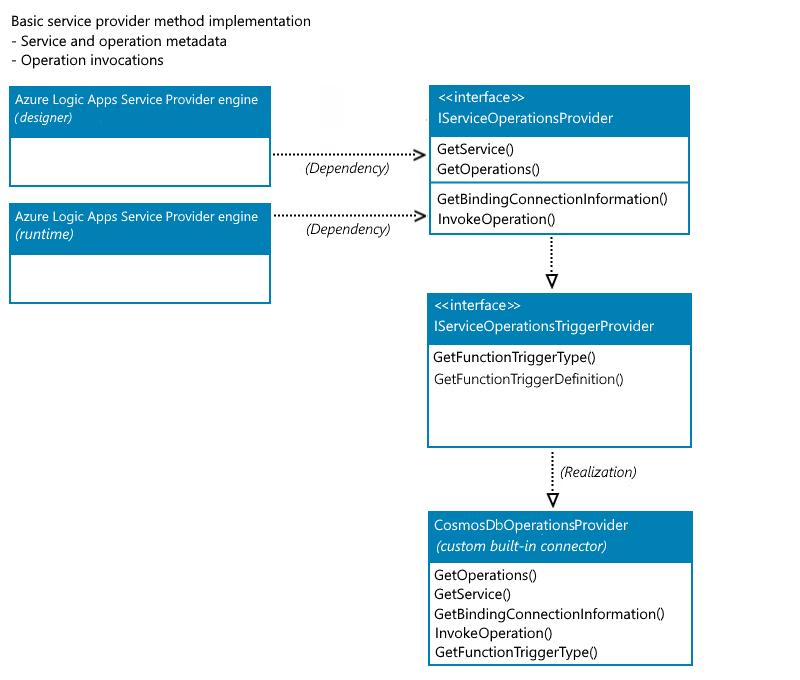 Basic service provider method implementation
- Service and operation metadata
- Operation invocations
Azure Logic Apps Service Provider engine
(designer)
(Dependency)
Azure Logic Apps Service Provider engine
(runtime)
(Dependency)
<<interface>>
IServiceOperationsProvider
GetService()
GetOperations()
GetBindingConnectionInformation()
InvokeOperation()
<<interface>>
IServiceOperationsTriggerProvider
GetFunctionTriggerType()
GetFunctionTriggerDefinition()
(Realization)
CosmosDbOperationsProvider
(custom built-in connector)
GetOperations()
GetService()
GetBindingConnectionInformation()
InvokeOperation()
GetFunctionTriggerType()